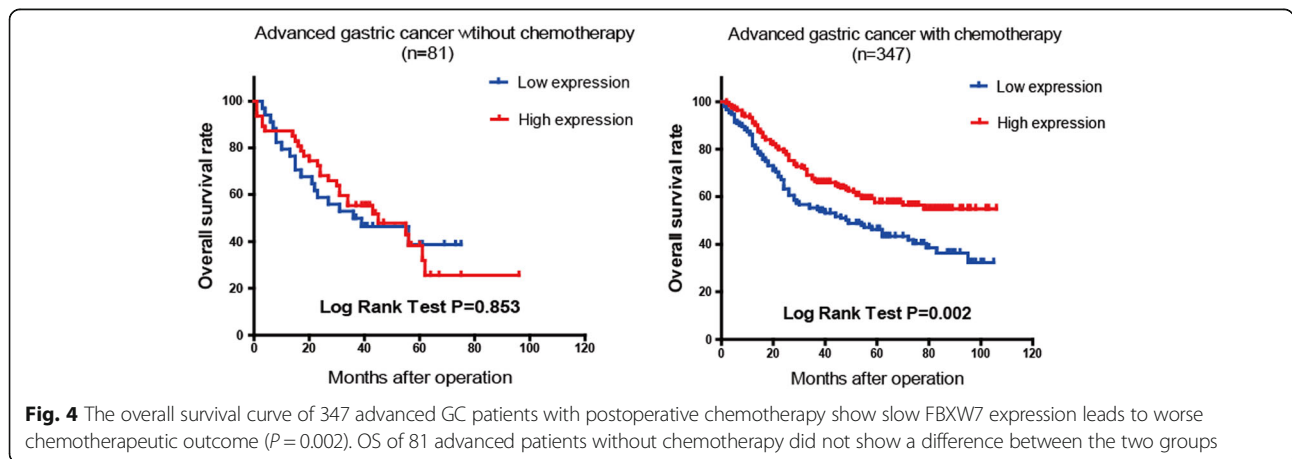 Advanced gastric cancer wtihout chemotherapy
(n=81)
Low expression
High expression
Overall survival rate
100
80
60
40
20
0
Log Rank Test P=0.853
0 20 40 60 80 100 120
Months after operation
Advanced gastric cancer with chemotherapy
(n=347)
Low expression
High expression
Overall survival rate
100
80
60
40
20
0
Log Rank Test P=0.002
0 20 40 60 80 100 120
Months after operation
Fig. 4 The overall survival curve of 347 advanced GC patients with postoperative chemotherapy show slow FBXW7 expression leads to worse
chemotherapeutic outcome (P = 0.002). OS of 81 advanced patients without chemotherapy did not show a difference between the two groups